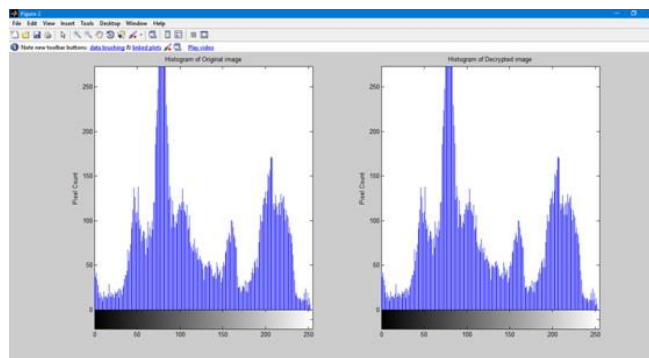 Figure 2
File Edit View Insert Tools Desktop Window Help
Note new toolbar buttons: data brushing & linked plots Play video
Histogram of Original image
250
200
150
100
50
0
Pixel Count
0 50 100 150 200 250
Histogram of Decrypted image
250
200
150
100
50
0
Pixel Count
0 50 100 150 200 250